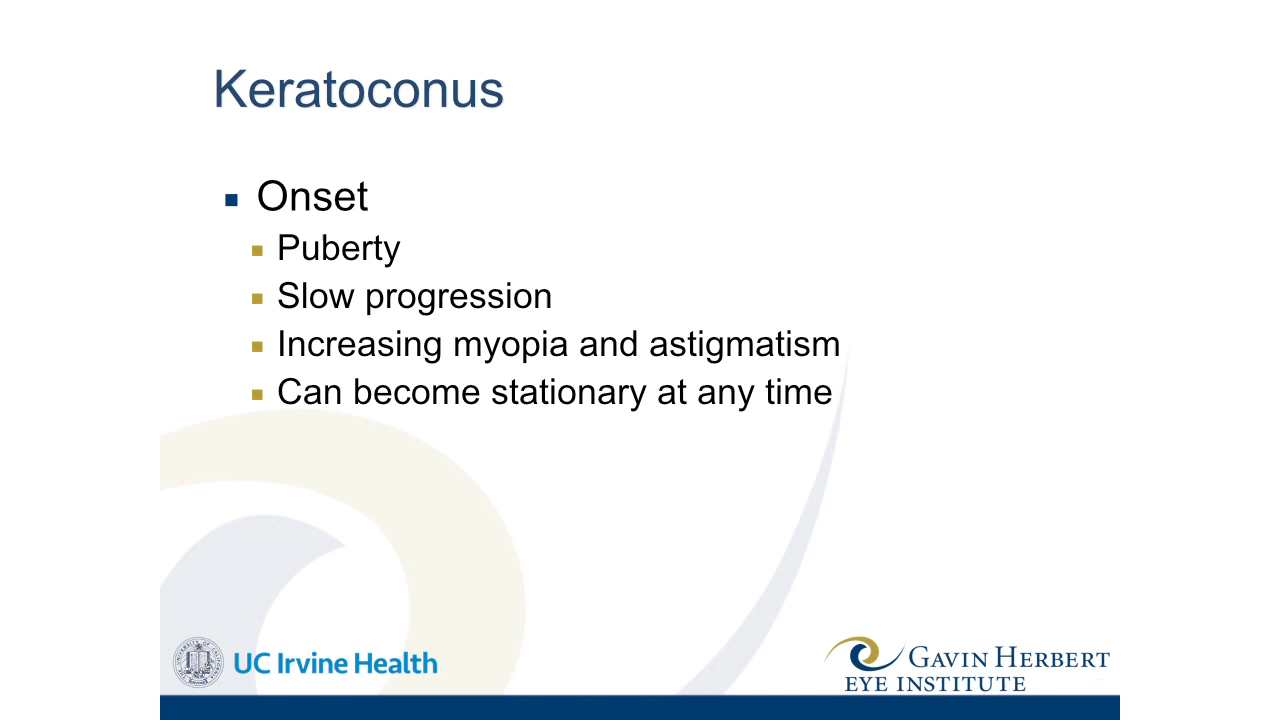 Keratoconus
Onset
Puberty
Slow progression
Increasing myopia and astigmatism
Can become stationary at any time
UC Irvine Health
GAVIN HERBERT
EYE INSTITUTE